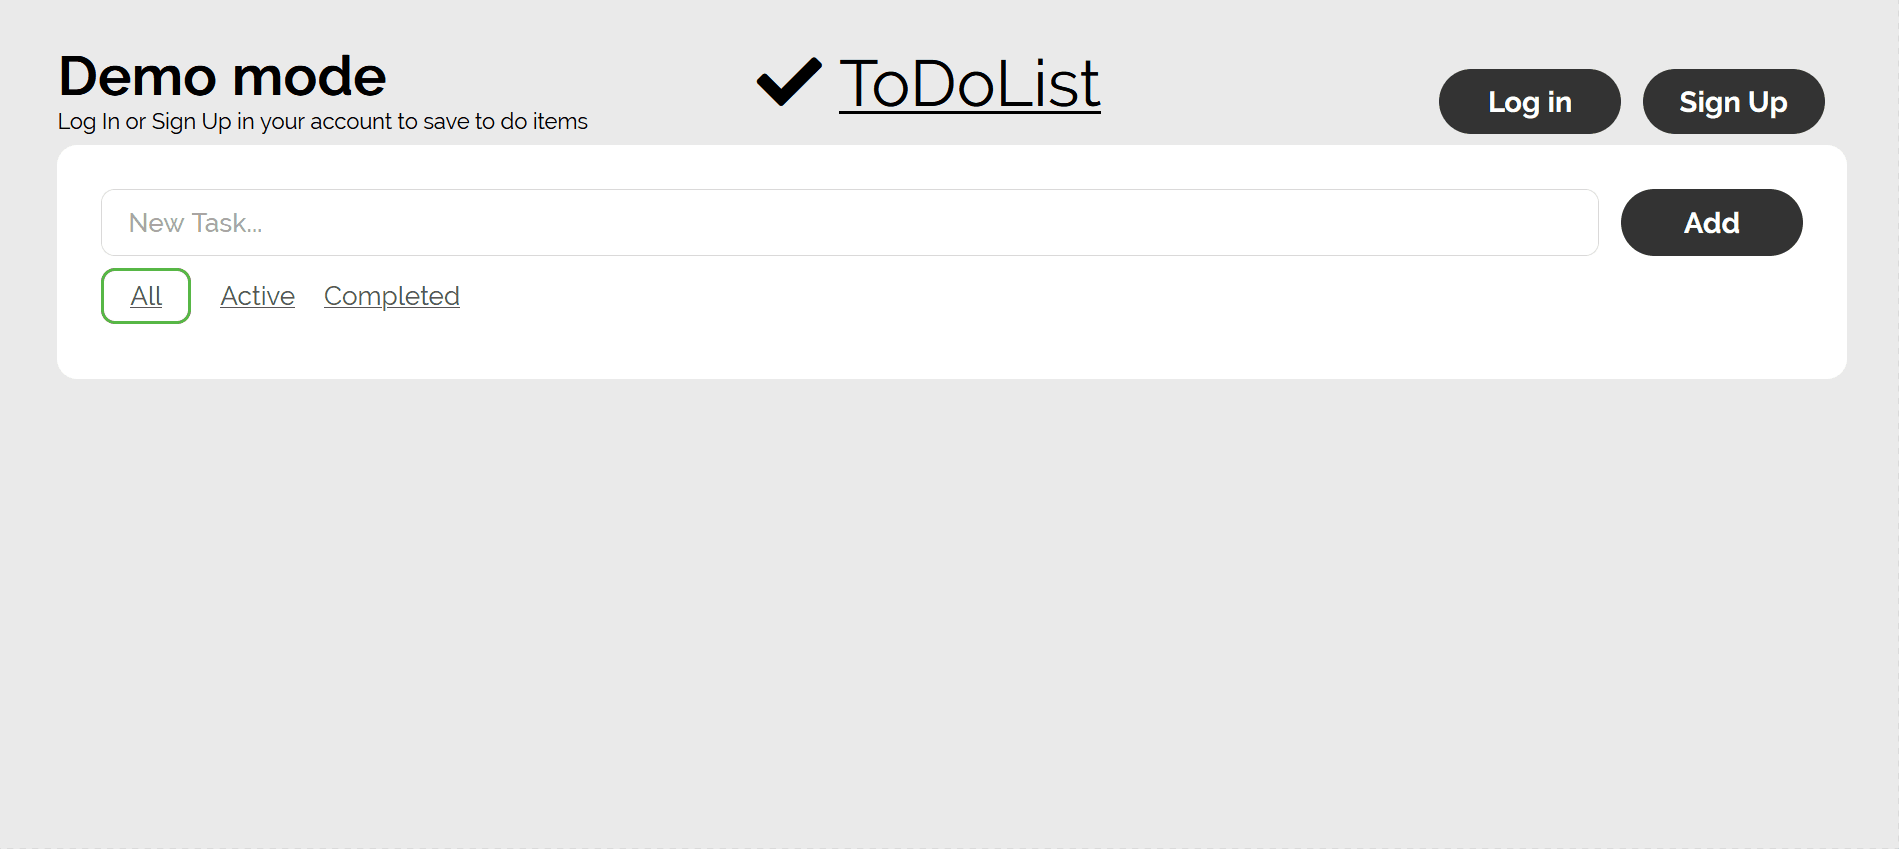 Demo mode
Log In or Sign Up in your account to save to do items
ToDoList
Log in
Sign Up
New Task...
Add
All
Active
Completed